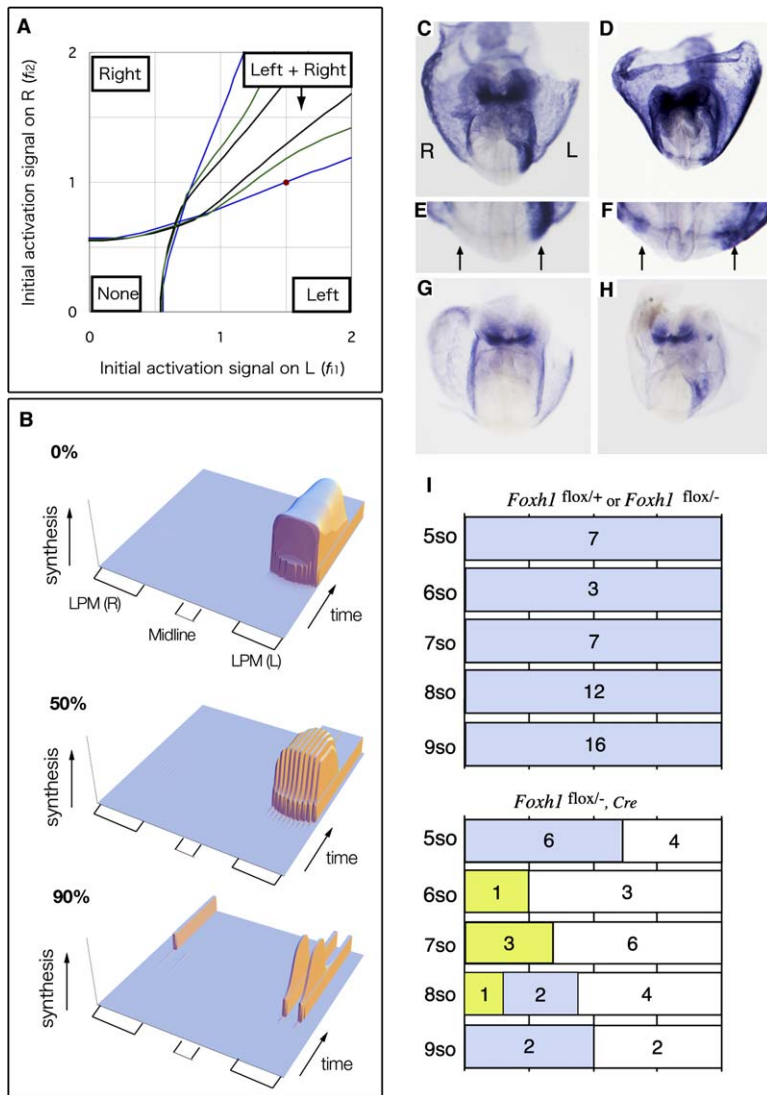 A
2
Right
Left + Right
Initial activation signal on R (fi2)
1
None
Left
0
0
1
2
Initial activation signal on L (fi1)
B
0%
synthesis
LPM (R)
Midline
LPM (L)
time
50%
synthesis
time
90%
synthesis
time
C
R
L
D
E
F
G
H
I
Foxh1 flox/+ or Foxh1 flox/-
5so
7
6so
3
7so
7
8so
12
9so
16
Foxh1 flox/-, Cre
5so
6
4
6so
1
3
7so
3
6
8so
1
2
4
9so
2
2